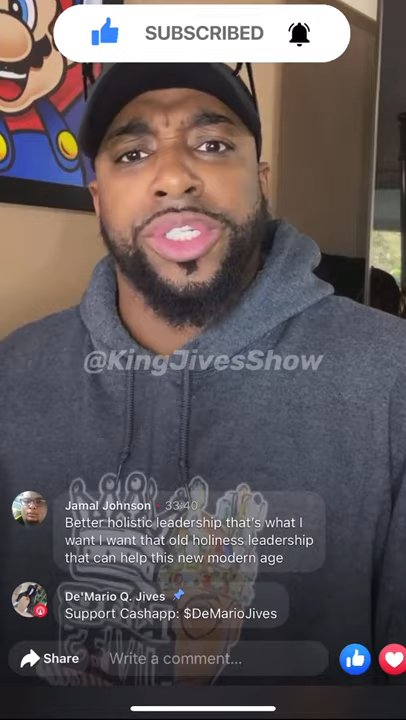 SUBSCRIBED
@KingJivesShow
Jamal Johnson • 33:40
Better holistic leadership that's what I
want I want that old holiness leadership
that can help this new modern age
De'Mario Q. Jives
Support Cashapp: $DeMarioJives
Share
Write a comment...